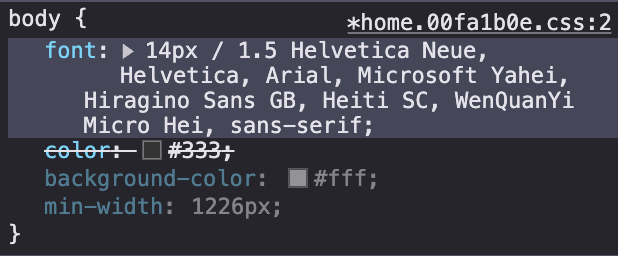 body {
*home.00fa1b0e.css:2
font: ▶ 14px / 1.5 Helvetica Neue,
Helvetica, Arial, Microsoft Yahei,
Hiragino Sans GB, Heiti SC, WenQuanYi
Micro Hei, sans-serif;
color: #333;
background-color: #fff;
min-width: 1226px;
}